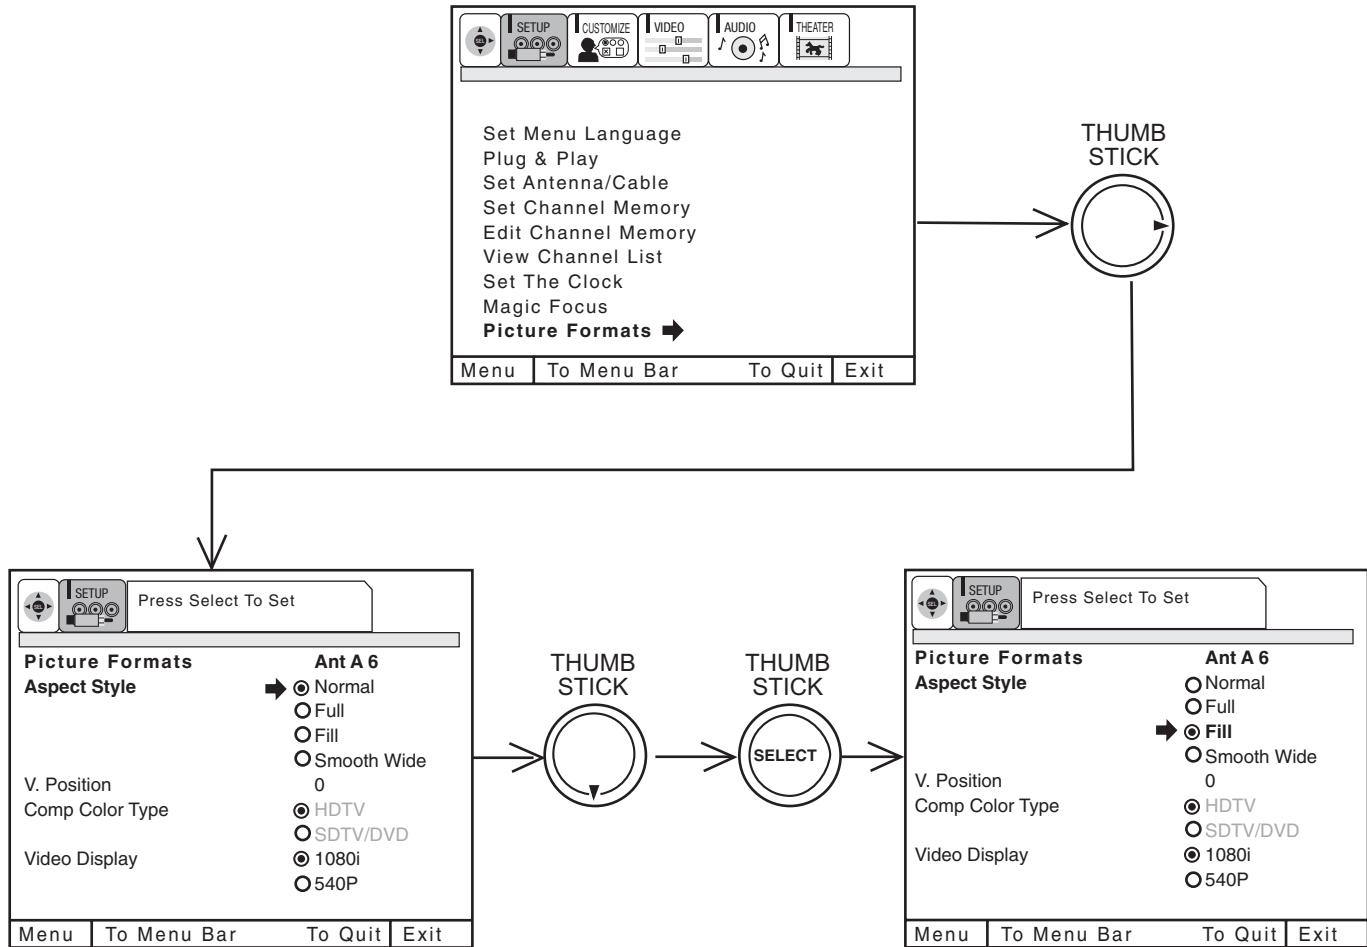 SEL
SETUP
CUSTOMIZE
VIDEO
AUDIO
THEATER
Set Menu Language
Plug & Play
Set Antenna/Cable
Set Channel Memory
Edit Channel Memory
View Channel List
Set The Clock
Magic Focus
Picture Formats
Menu To Menu Bar To Quit Exit
THUMB
STICK
SEL
SETUP
Press Select To Set
Picture Formats Ant A 6
Aspect Style Normal
Full
Fill
Smooth Wide
V. Position 0
Comp Color Type HDTV
SDTV/DVD
Video Display 1080i
540P
Menu To Menu Bar To Quit Exit
THUMB
STICK
THUMB
STICK
SELECT
SEL
SETUP
Press Select To Set
Picture Formats Ant A 6
Aspect Style Normal
Full
Fill
Smooth Wide
V. Position 0
Comp Color Type HDTV
SDTV/DVD
Video Display 1080i
540P
Menu To Menu Bar To Quit Exit